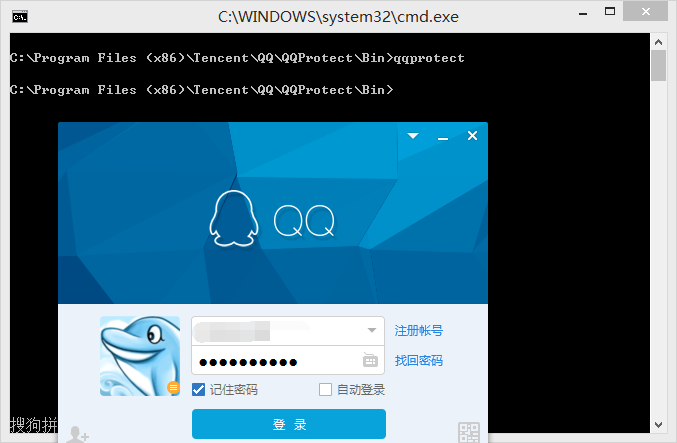 C:\WINDOWS\system32\cmd.exe
C:\Program Files (x86)\Tencent\QQ\QQProtect\Bin>qqprotect
C:\Program Files (x86)\Tencent\QQ\QQProtect\Bin>
QQ
注册帐号
●●●●●●●●●●
找回密码
记住密码
自动登录
登 录
搜狗拼